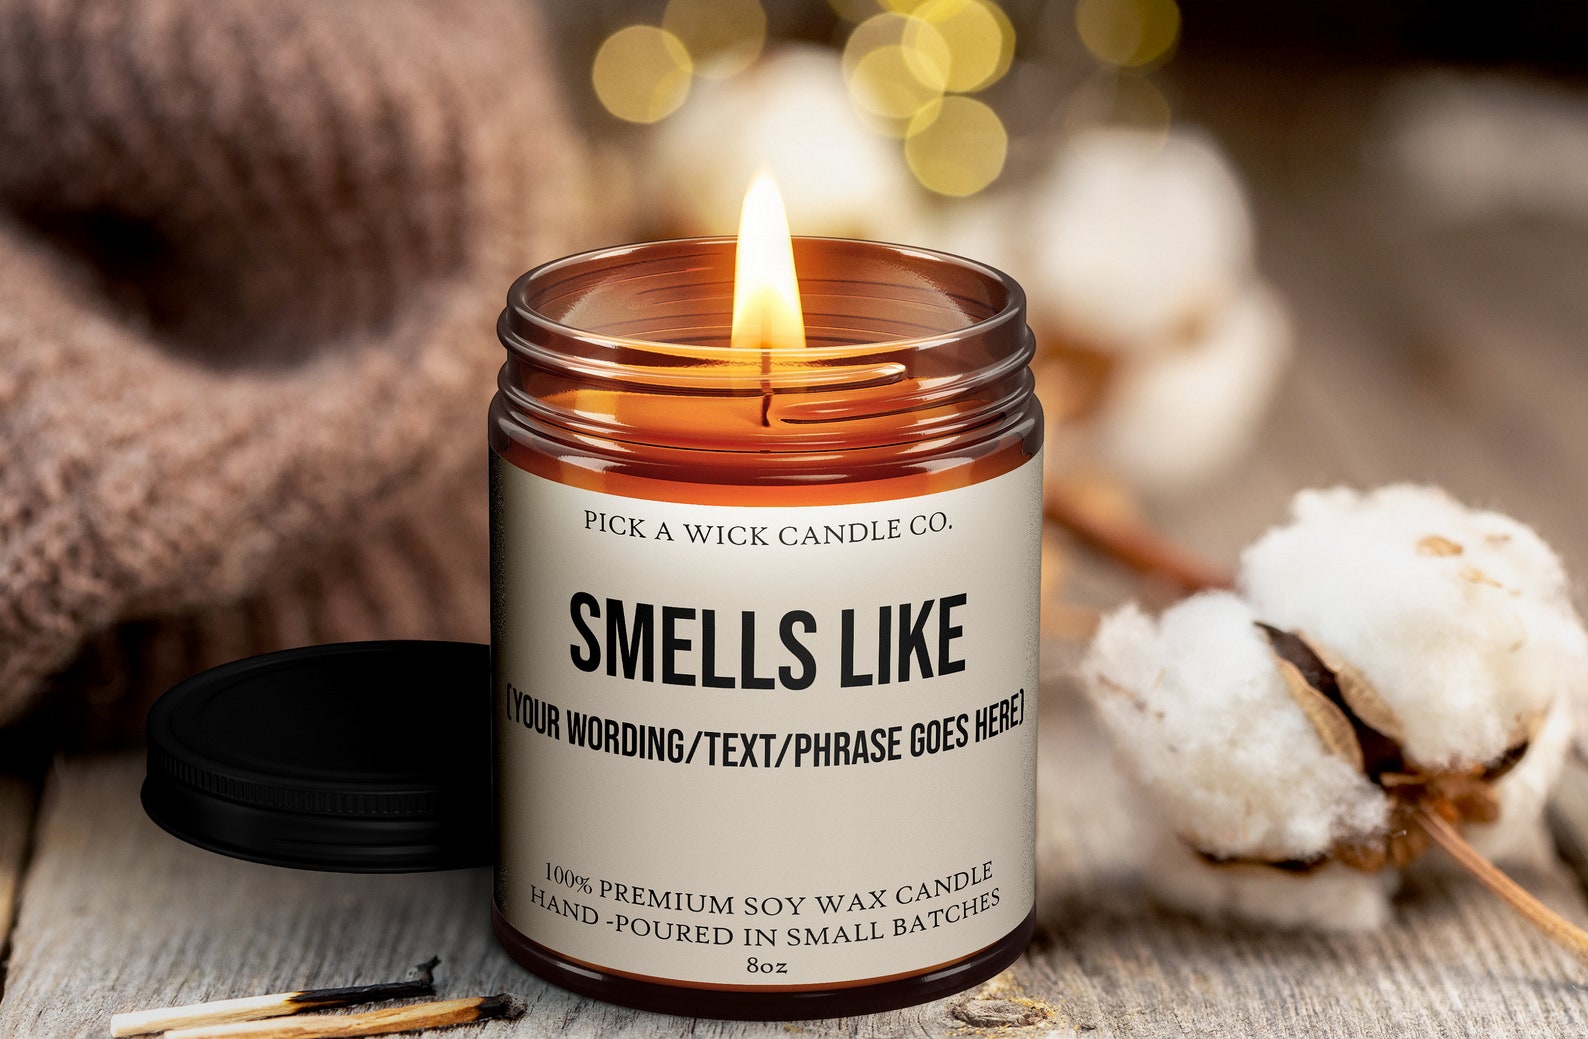 PICK A WICK CANDLE CO.
SMELLS LIKE
(YOUR WORDING/TEXT/PHRASE GOES HERE)
100% PREMIUM SOY WAX CANDLE
HAND -POURED IN SMALL BATCHES
8oz